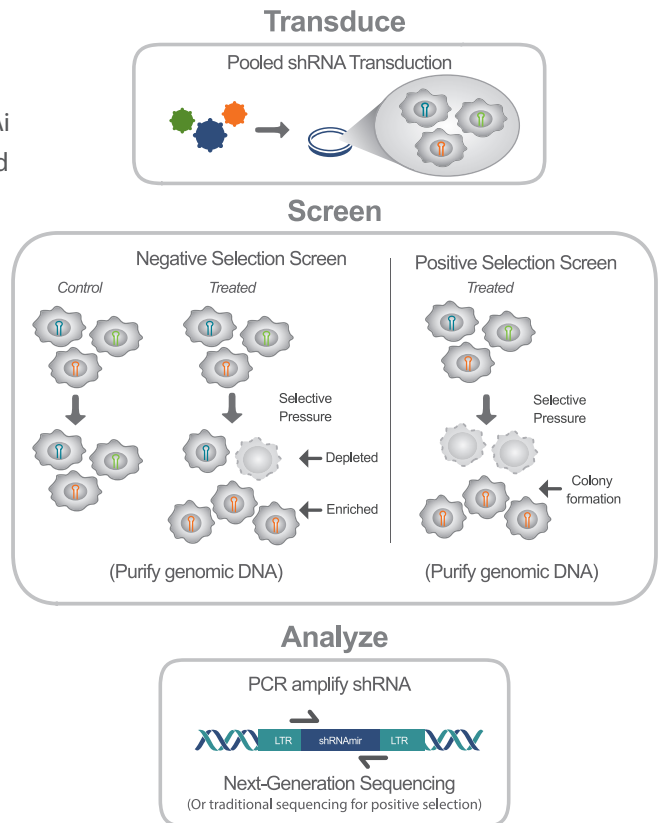 Transduce
Pooled shRNA Transduction
Screen
Negative Selection Screen
Control
Treated
Selective
Pressure
Depleted
Enriched
(Purify genomic DNA)
Positive Selection Screen
Treated
Selective
Pressure
Colony
formation
(Purify genomic DNA)
Analyze
PCR amplify shRNA
LTR
shRNAmir
LTR
Next-Generation Sequencing
(Or traditional sequencing for positive selection)